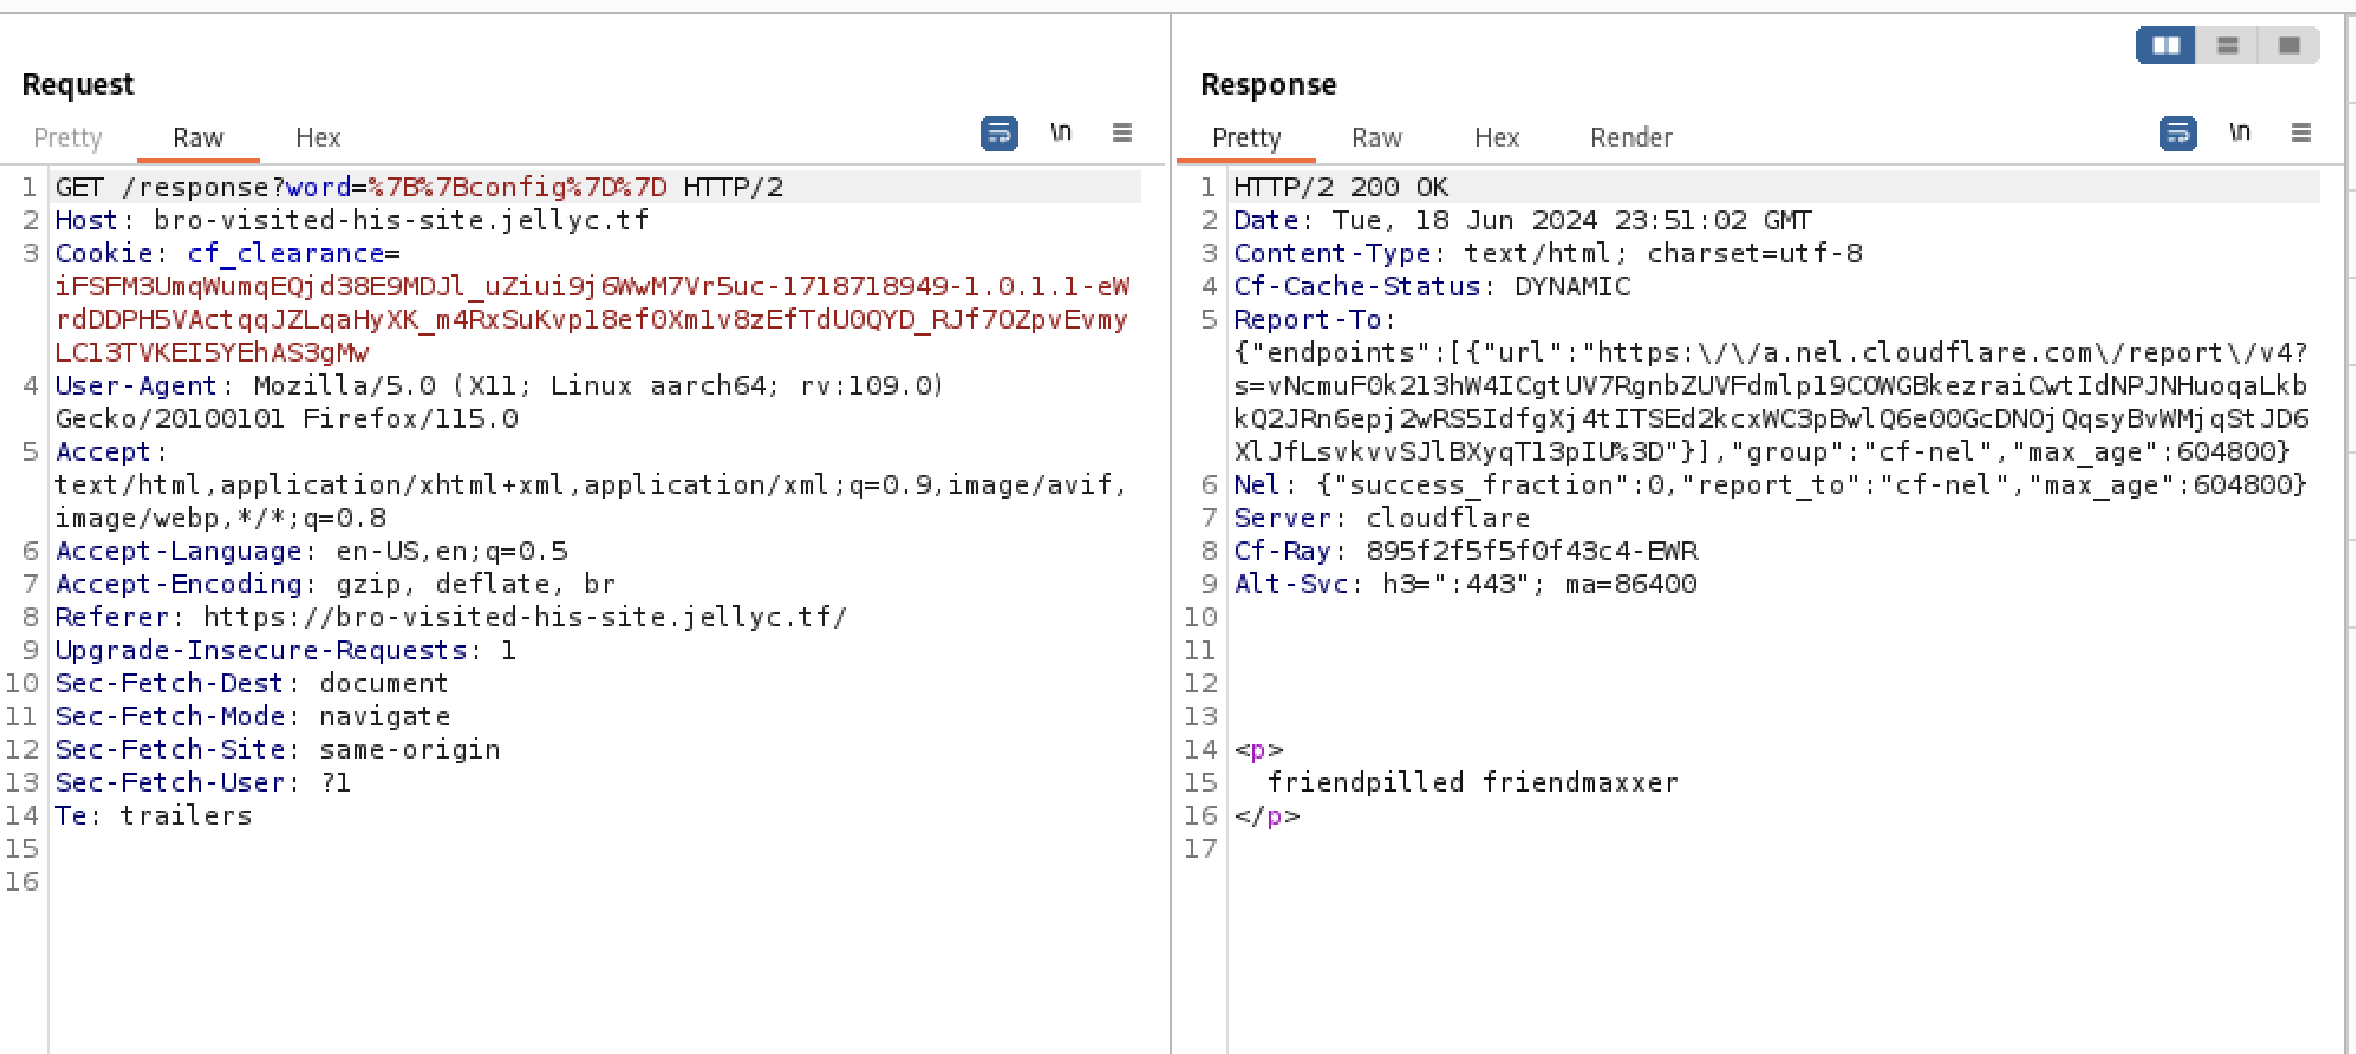 Request
Pretty Raw Hex \n
1 GET /response?word=%7B%7Bconfig%7D%7D HTTP/2
2 Host: bro-visited-his-site.jellyc.tf
3 Cookie: cf_clearance=
iFSFM3UmqWumqEQjd38E9MDJl_uZiui9j6WwM7Vr5uc-1718718949-1.0.1.1-eW
rdDDPH5VActqqJZLqaHyXK_m4RxSuKvp18ef0Xm1v8zEfTdU0QYD_RJf7OZpvEvmy
LC13TVKEI5YEhAS3gMw
4 User-Agent: Mozilla/5.0 (X11; Linux aarch64; rv:109.0)
Gecko/20100101 Firefox/115.0
5 Accept:
text/html,application/xhtml+xml,application/xml;q=0.9,image/avif,
image/webp,*/*;q=0.8
6 Accept-Language: en-US,en;q=0.5
7 Accept-Encoding: gzip, deflate, br
8 Referer: https://bro-visited-his-site.jellyc.tf/
9 Upgrade-Insecure-Requests: 1
10 Sec-Fetch-Dest: document
11 Sec-Fetch-Mode: navigate
12 Sec-Fetch-Site: same-origin
13 Sec-Fetch-User: ?1
14 Te: trailers
15
16
Response
Pretty Raw Hex Render \n
1 HTTP/2 200 OK
2 Date: Tue, 18 Jun 2024 23:51:02 GMT
3 Content-Type: text/html; charset=utf-8
4 Cf-Cache-Status: DYNAMIC
5 Report-To:
{"endpoints":[{"url":"https:\/\/a.nel.cloudflare.com\/report\/v4?
s=vNcmuF0k213hW4ICgtUV7RgnbZUVFdmlp19COWGBkezraiCwtIdNPJNHuoqaLkb
kQ2JRn6epj2wRS5IdfgXj4tITSEd2kcxWC3pBwlQ6e00GcDNOjQqsyBvWMjqStJD6
XlJfLsvkvvSJlBXyqT13pIU%3D"}],"group":"cf-nel","max_age":604800}
6 Nel: {"success_fraction":0,"report_to":"cf-nel","max_age":604800}
7 Server: cloudflare
8 Cf-Ray: 895f2f5f5f0f43c4-EWR
9 Alt-Svc: h3=":443"; ma=86400
10
11
12
13
14 <p>
15 friendpilled friendmaxxer
16 </p>
17